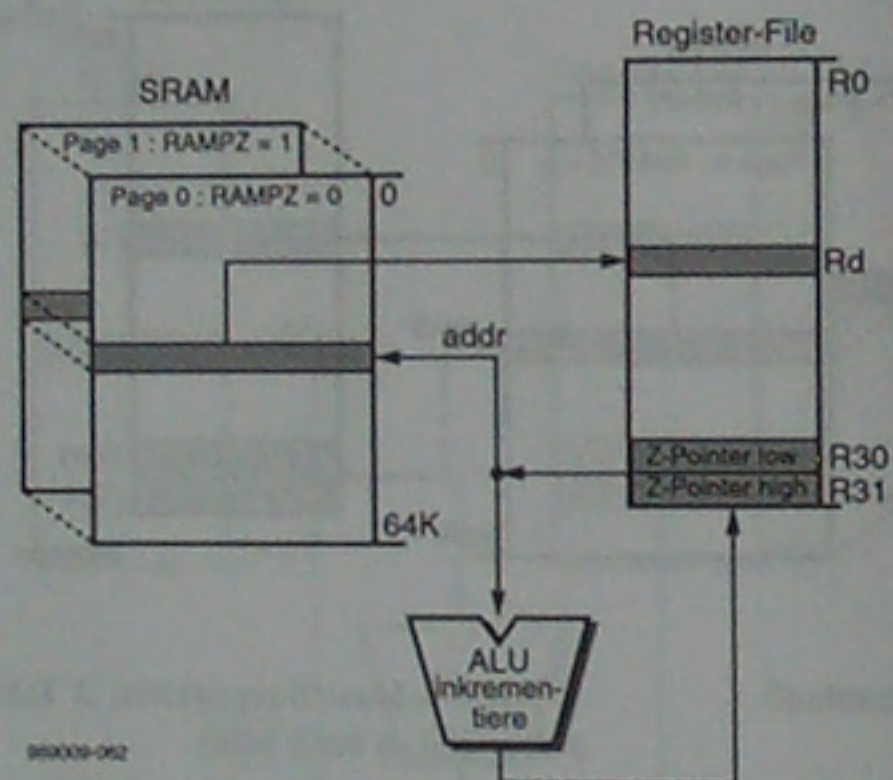 Register-File
R0
SRAM
Page 1 : RAMPZ = 1
Page 0 : RAMPZ = 0
0
Rd
addr
Z-Pointer low
R30
Z-Pointer high
R31
64K
ALU
inkremen-
tiere